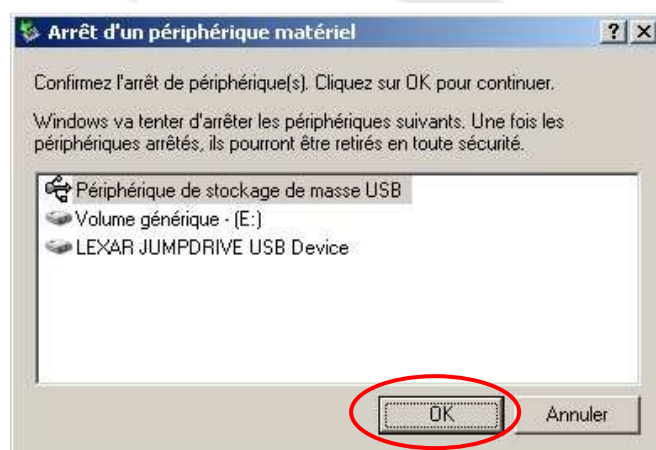 Arrêt d'un périphérique matériel
Confirmez l'arrêt de périphérique(s). Cliquez sur OK pour continuer.
Windows va tenter d'arrêter les périphériques suivants. Une fois les
périphériques arrêtés, ils pourront être retirés en toute sécurité.
Périphérique de stockage de masse USB
Volume générique - (E:)
LEXAR JUMPDRIVE USB Device
OK Annuler